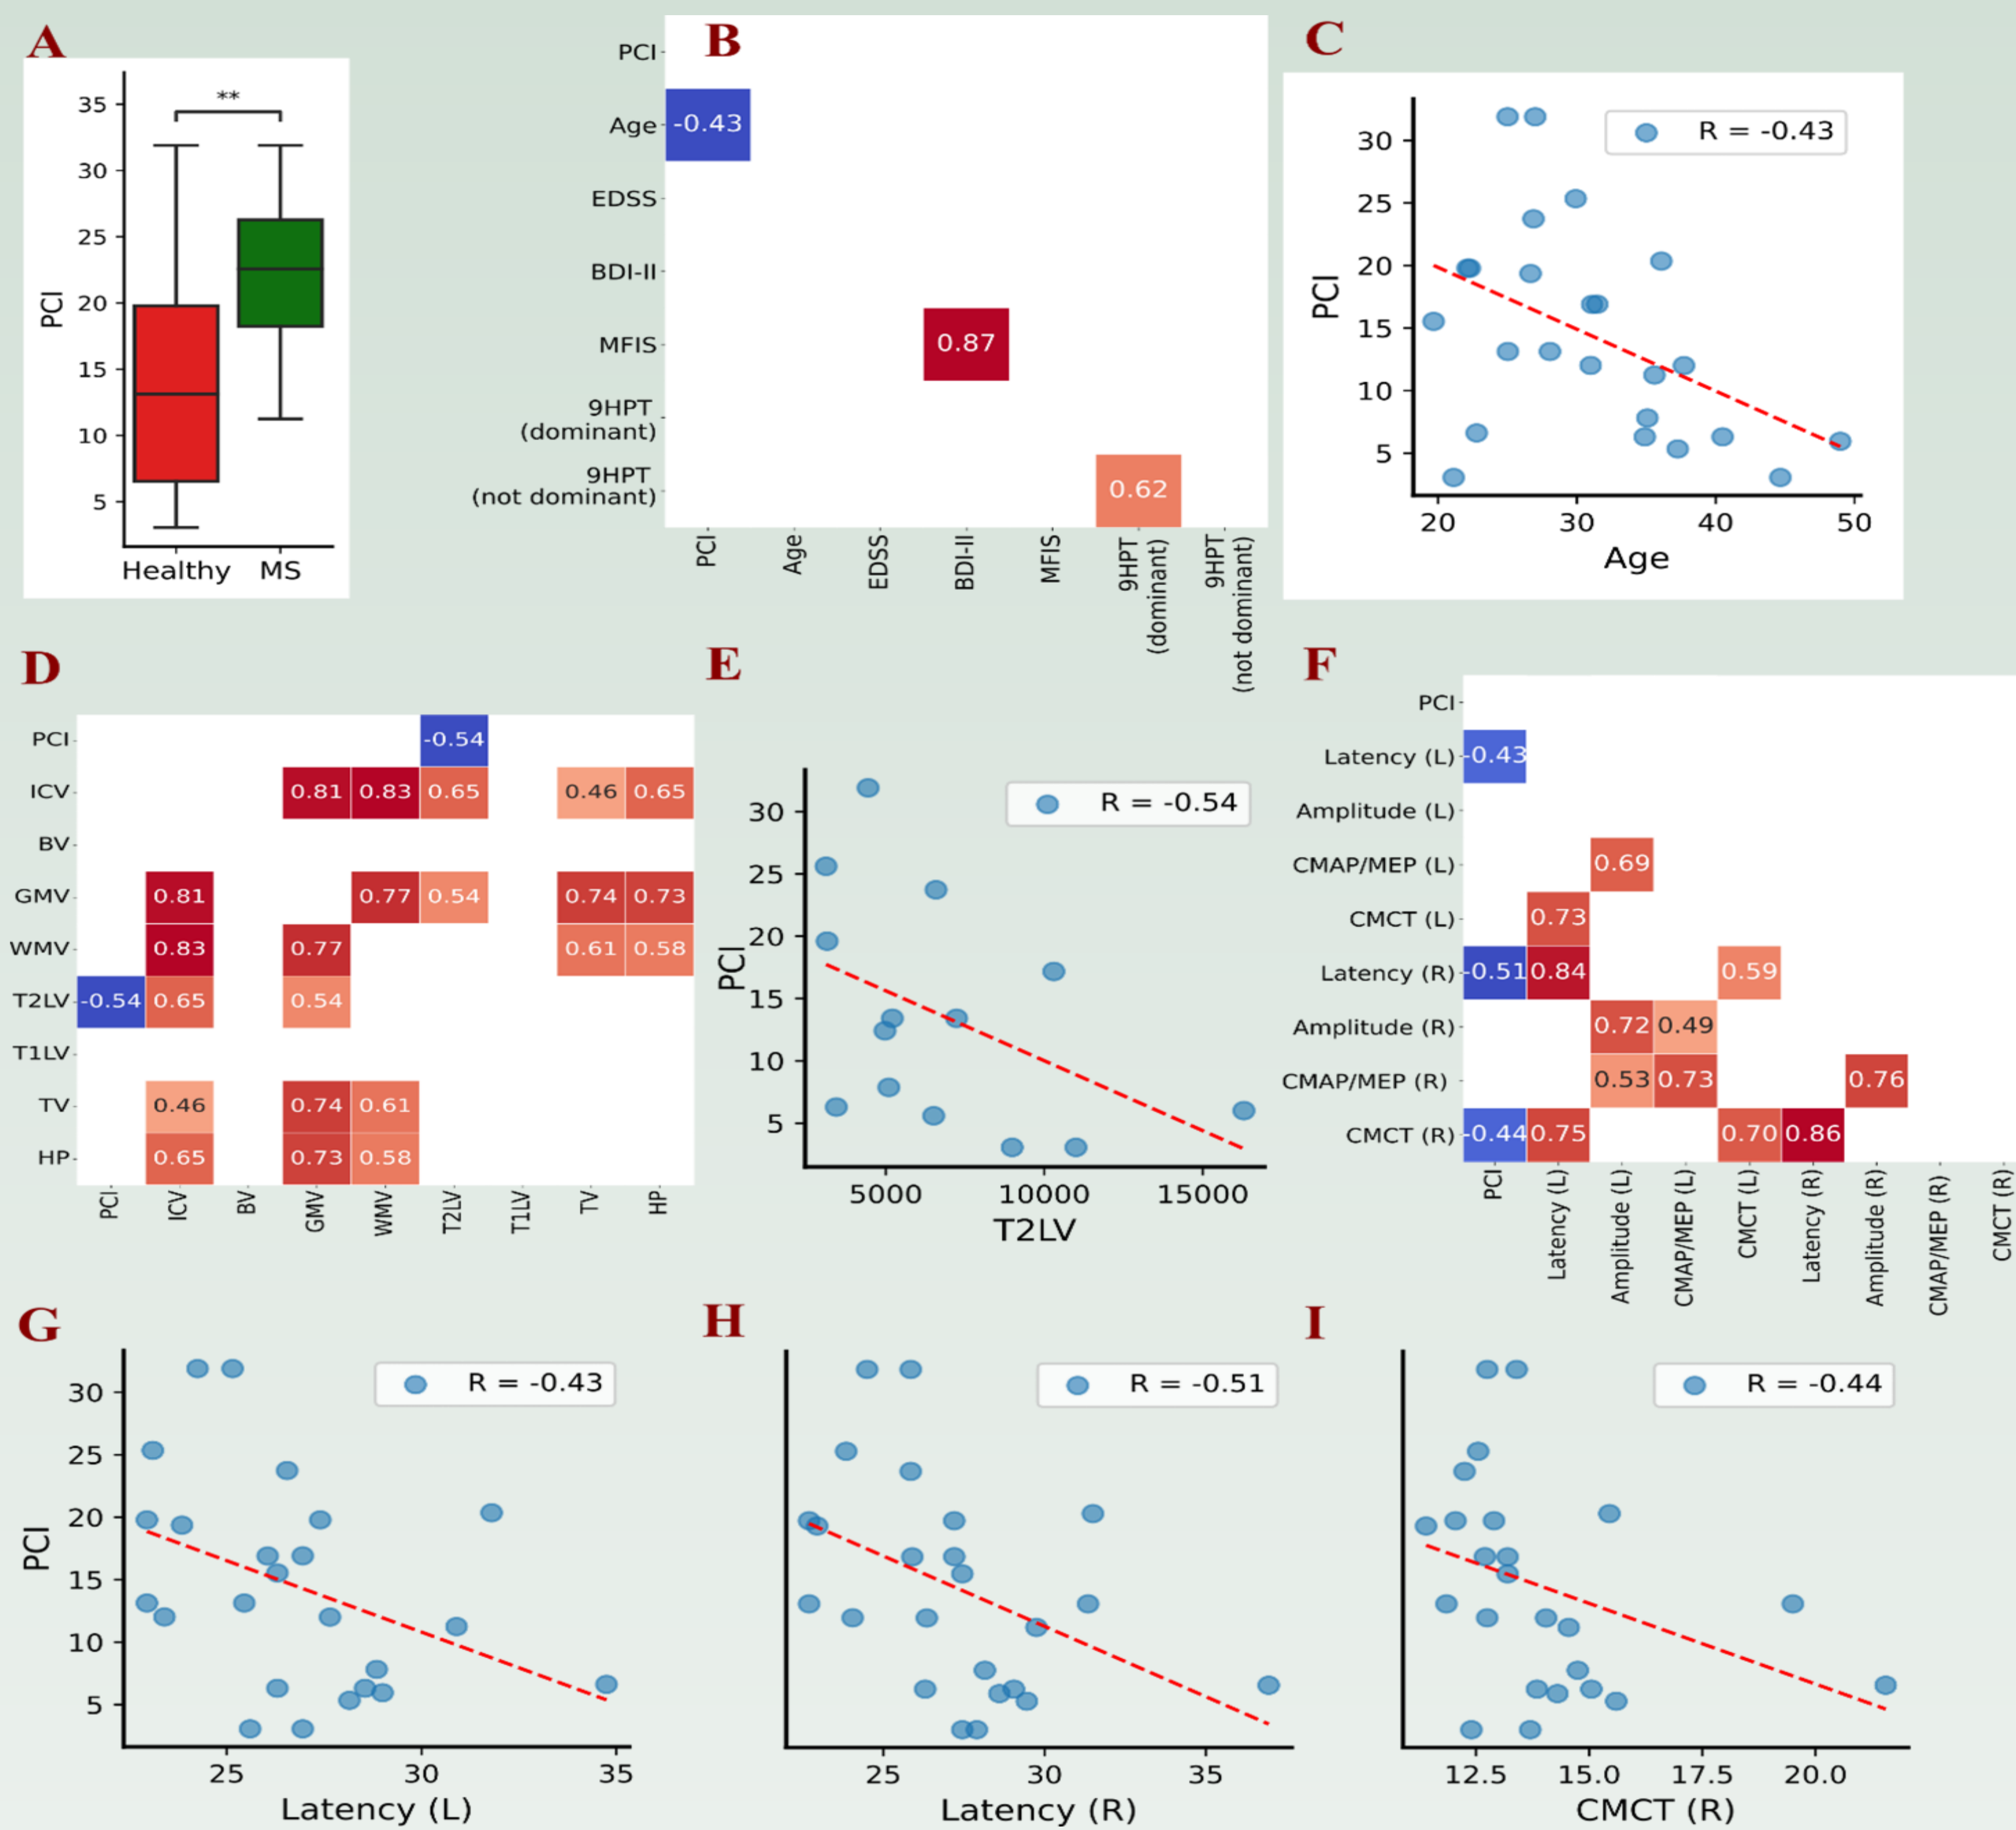 A
**
35
30
25
20
15
10
5
PCI
Healthy MS
B
PCI
Age -0.43
EDSS
BDI-II
MFIS 0.87
9HPT
(dominant)
9HPT
(not dominant) 0.62
PCI
Age
EDSS
BDI-II
MFIS
9HPT
(dominant)
9HPT
(not dominant)
C
R = -0.43
30
25
20
15
10
5
PCI
20 30 40 50
Age
D
PCI -0.54
ICV 0.81 0.83 0.65 0.46 0.65
BV
GMV 0.81 0.77 0.54 0.74 0.73
WMV 0.83 0.77 0.61 0.58
T2LV -0.54 0.65 0.54
T1LV
TV 0.46 0.74 0.61
HP 0.65 0.73 0.58
PCI
ICV
BV
GMV
WMV
T2LV
T1LV
TV
HP
E
R = -0.54
30
25
20
15
10
5
PCI
5000 10000 15000
T2LV
F
PCI
Latency (L) -0.43
Amplitude (L)
CMAP/MEP (L) 0.69
CMCT (L) 0.73
Latency (R) -0.51 0.84 0.59
Amplitude (R) 0.72 0.49
CMAP/MEP (R) 0.53 0.73 0.76
CMCT (R) -0.44 0.75 0.70 0.86
PCI
Latency (L)
Amplitude (L)
CMAP/MEP (L)
CMCT (L)
Latency (R)
Amplitude (R)
CMAP/MEP (R)
CMCT (R)
G
R = -0.43
30
25
20
15
10
5
PCI
25 30 35
Latency (L)
H
R = -0.51
25 30 35
Latency (R)
I
R = -0.44
12.5 15.0 17.5 20.0
CMCT (R)